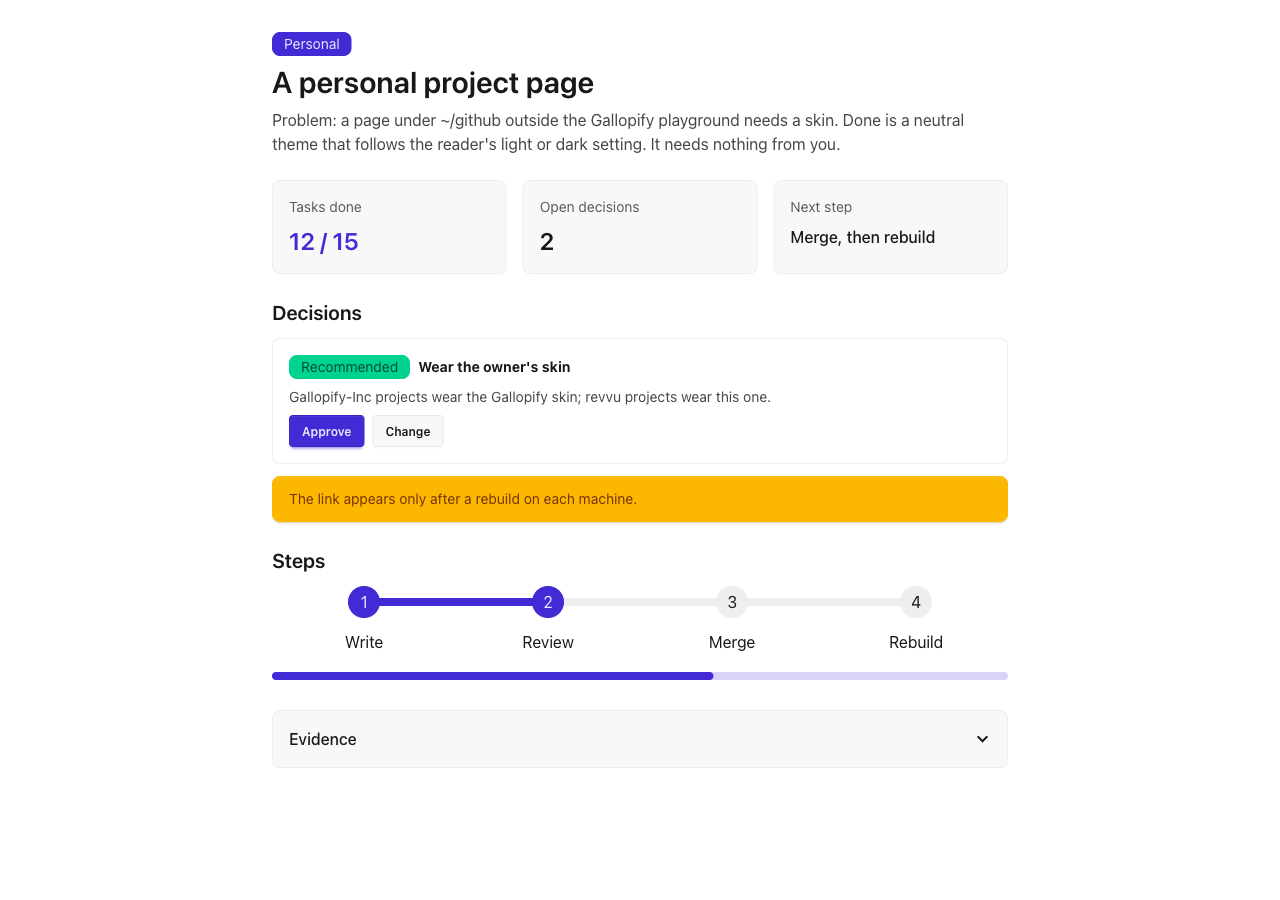 Personal
A personal project page
Problem: a page under ~/github outside the Gallopify playground needs a skin. Done is a neutral
theme that follows the reader's light or dark setting. It needs nothing from you.
Tasks done
12 / 15
Open decisions
2
Next step
Merge, then rebuild
Decisions
Recommended Wear the owner's skin
Gallopify-Inc projects wear the Gallopify skin; revvu projects wear this one.
Approve Change
The link appears only after a rebuild on each machine.
Steps
1 2 3 4
Write Review Merge Rebuild
Evidence